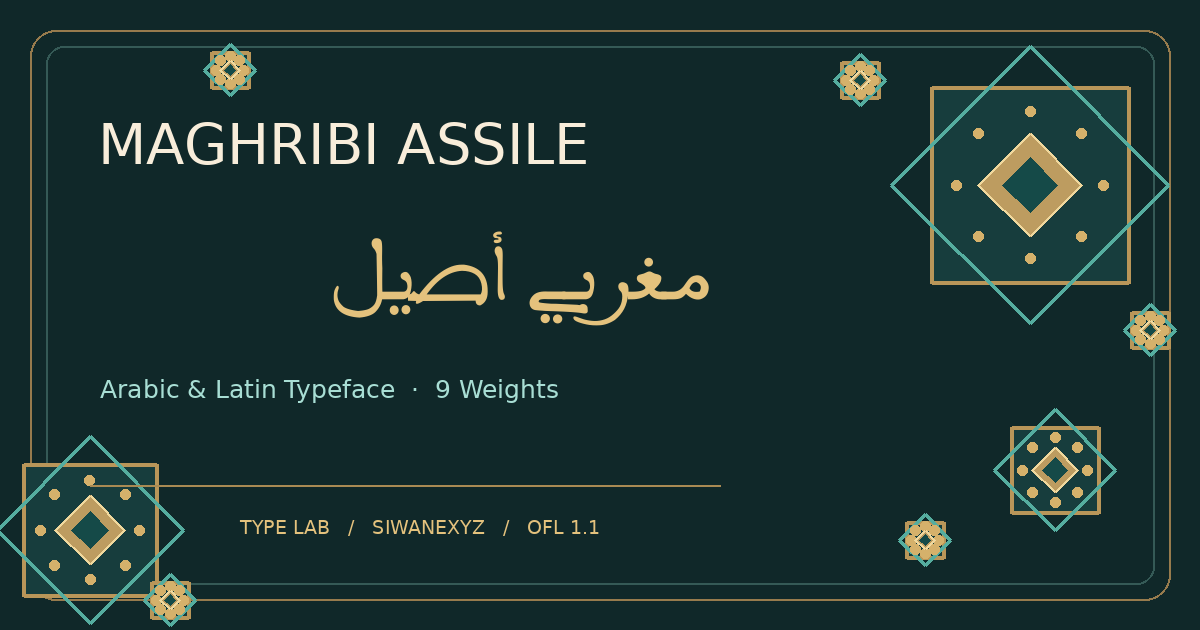 MAGHRIBI ASSILE
مغربي أصيل
Arabic & Latin Typeface · 9 Weights
TYPE LAB / SIWANEXYZ / OFL 1.1